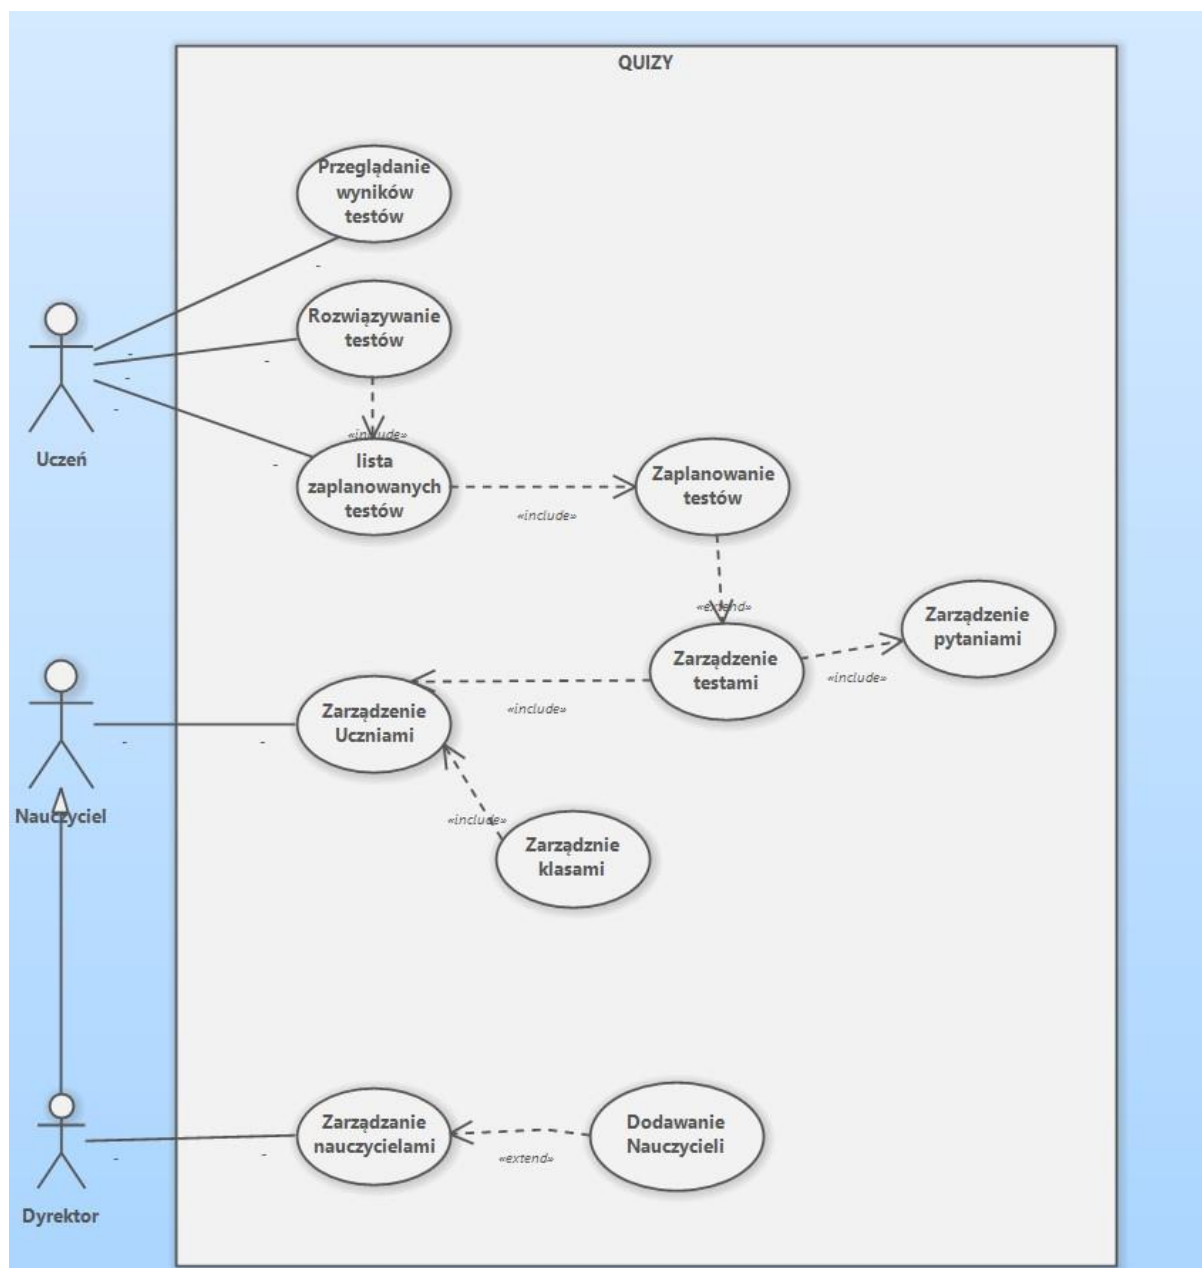 QUIZY
Przeglądanie
wyników
testów
Rozwiązywanie
testów
«include»
Uczeń
lista
zaplanowanych
testów
Zaplanowanie
testów
«include»
«extend»
Zarządzenie
pytaniami
Zarządzenie
testami
«include»
«include»
Zarządzenie
Uczniami
Nauczyciel
«include»
Zarządznie
klasami
Zarządzanie
nauczycielami
Dodawanie
Nauczycieli
«extend»
Dyrektor